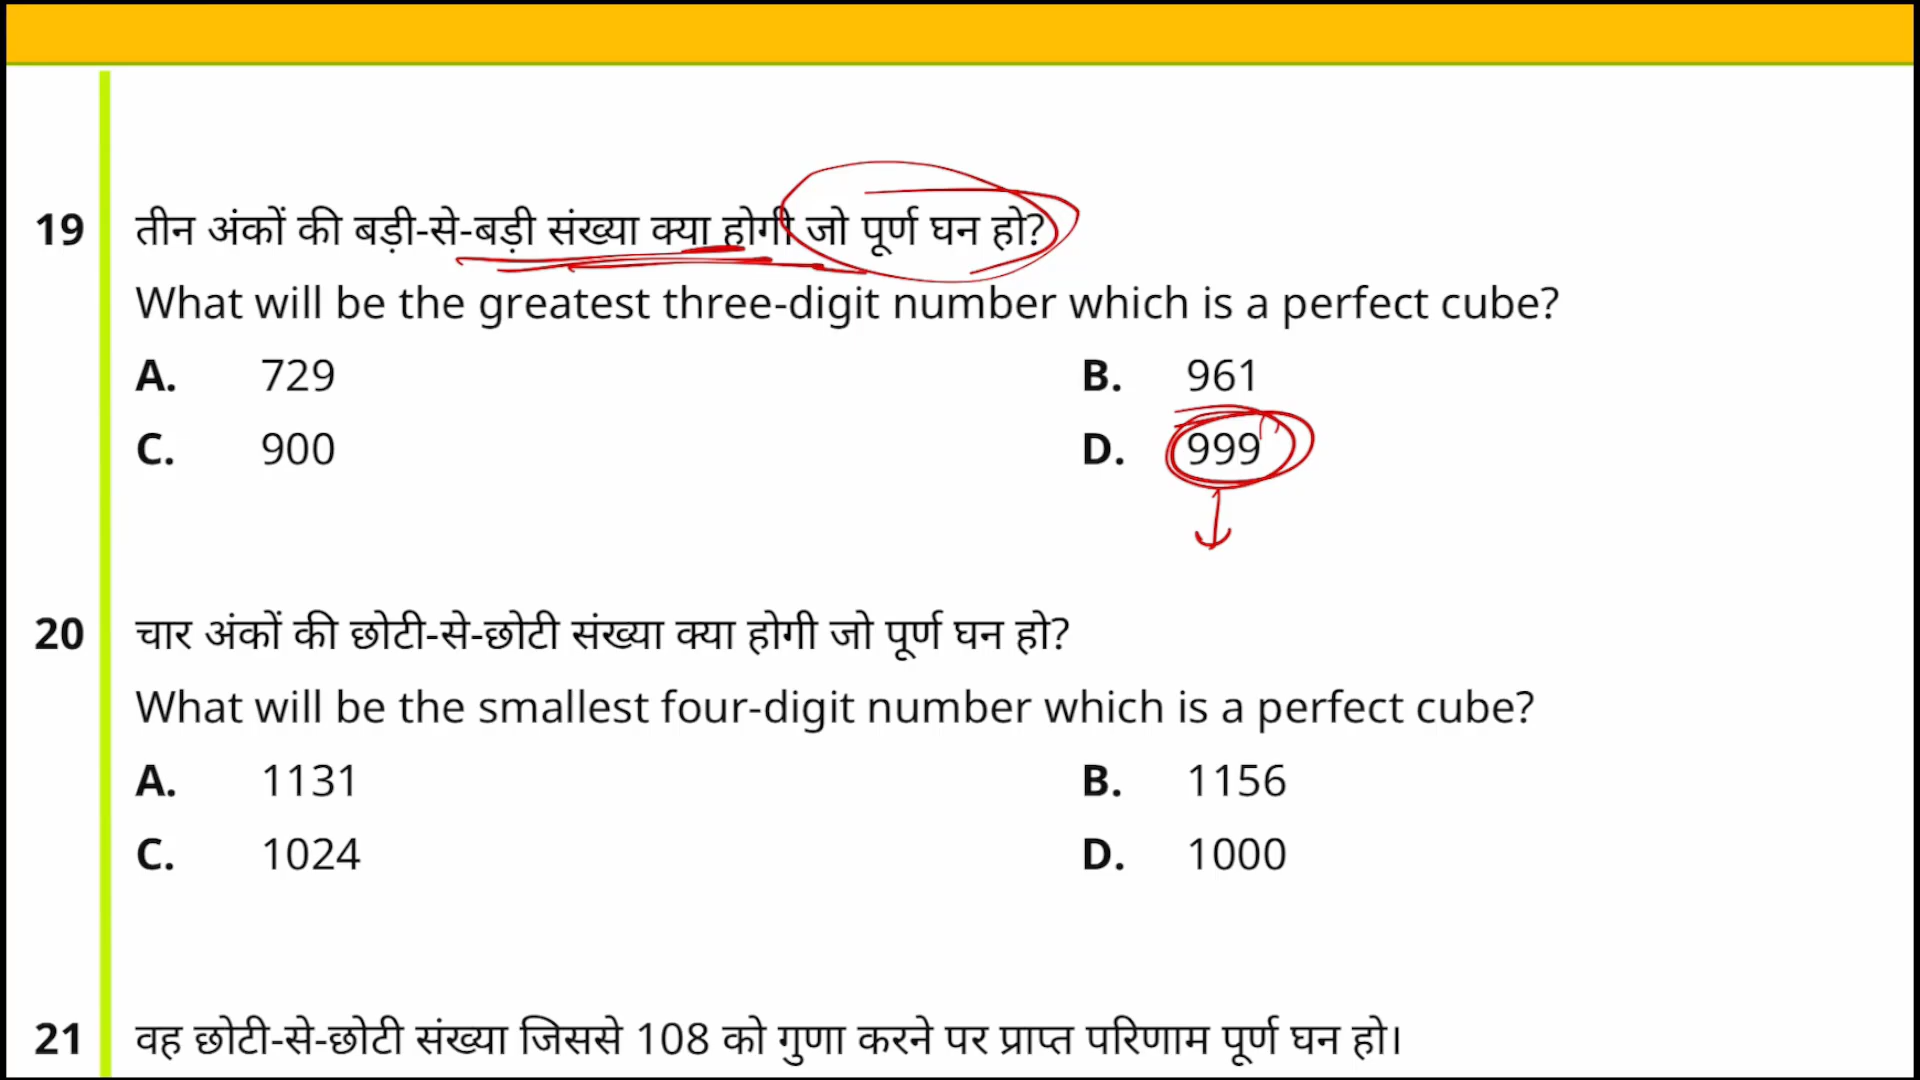 19 तीन अंकों की बड़ी-से-बड़ी संख्या क्या होगी जो पूर्ण घन हो?
What will be the greatest three-digit number which is a perfect cube?
A. 729 B. 961
C. 900 D. 999
20 चार अंकों की छोटी-से-छोटी संख्या क्या होगी जो पूर्ण घन हो?
What will be the smallest four-digit number which is a perfect cube?
A. 1131 B. 1156
C. 1024 D. 1000
21 वह छोटी-से-छोटी संख्या जिससे 108 को गुणा करने पर प्राप्त परिणाम पूर्ण घन हो।